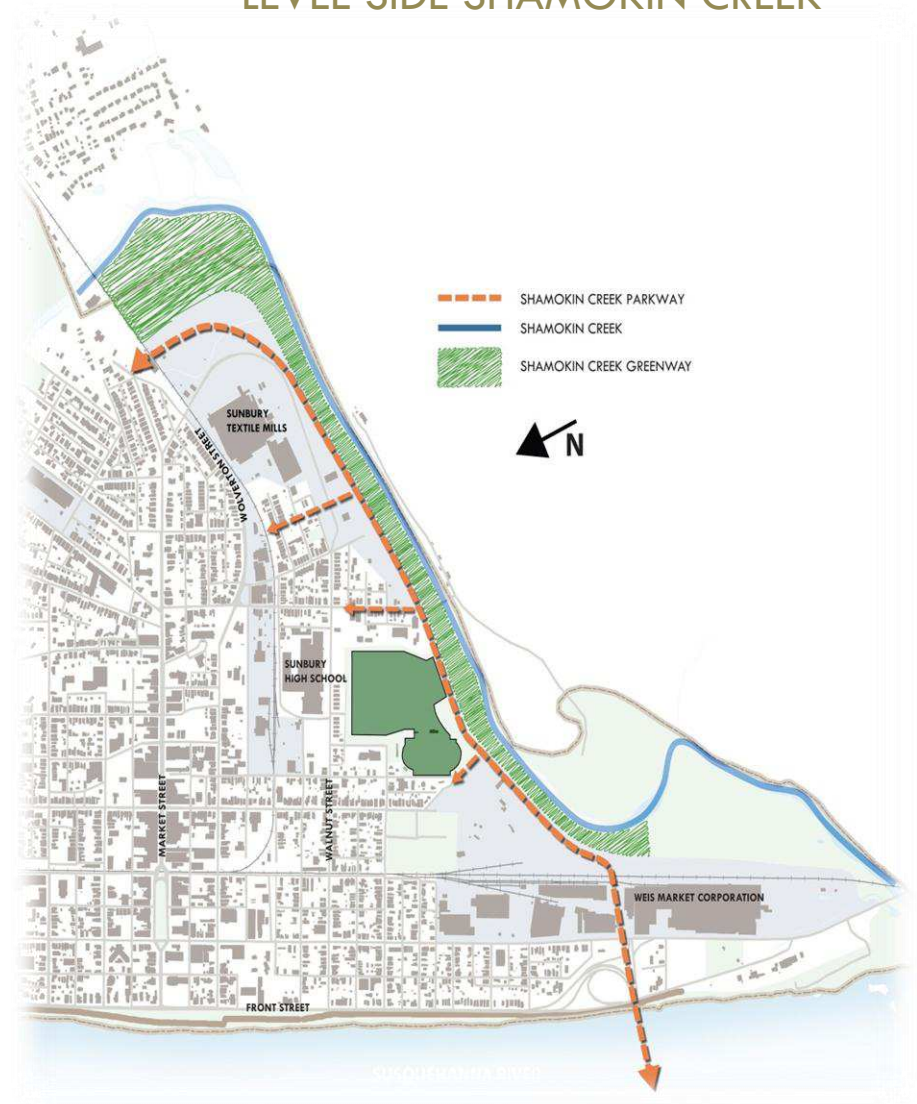 LEVEE SIDE SHAMOKIN CREEK
SHAMOKIN CREEK PARKWAY
SHAMOKIN CREEK
SHAMOKIN CREEK GREENWAY
N
SUNBURY
TEXTILE MILLS
WOLVERTON STREET
SUNBURY
HIGH SCHOOL
MARKET STREET
WALNUT STREET
WEIS MARKET CORPORATION
FRONT STREET
SUSQUEHANNA RIVER